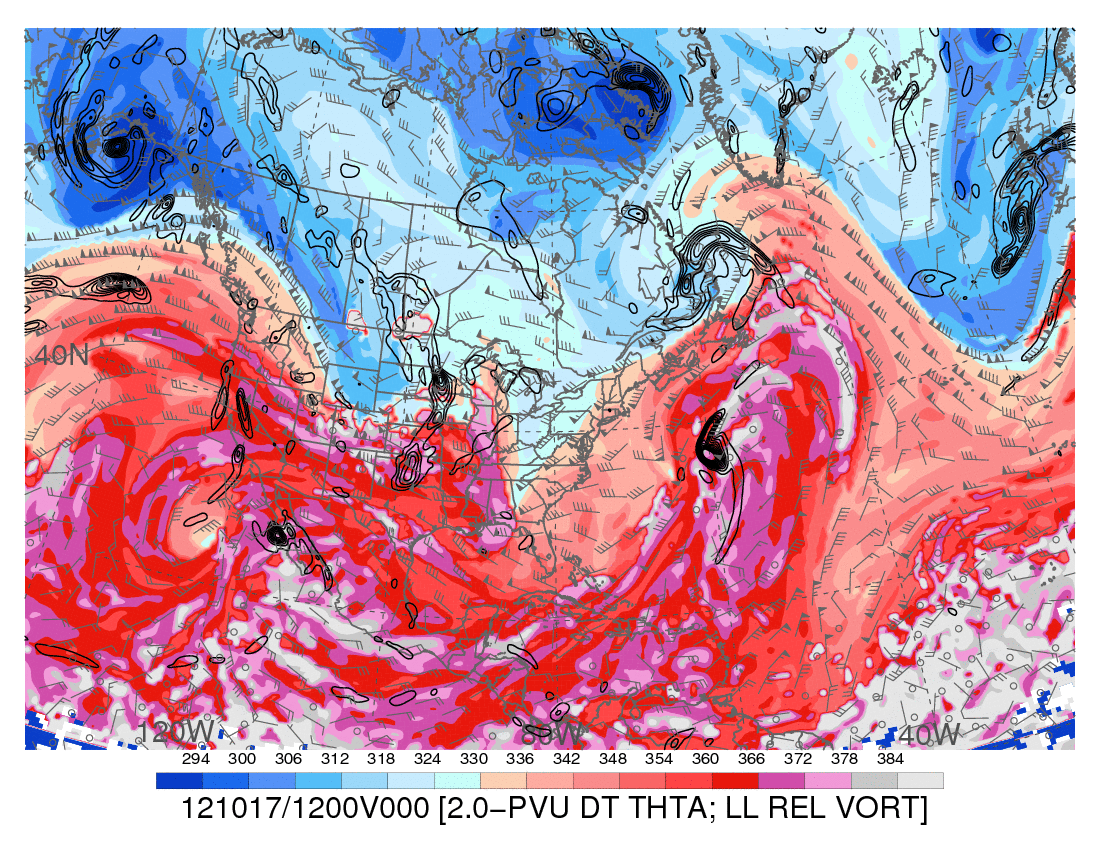 40N
120W
80W
40W
294 300 306 312 318 324 330 336 342 348 354 360 366 372 378 384
121017/1200V000 [2.0−PVU DT THTA; LL REL VORT]